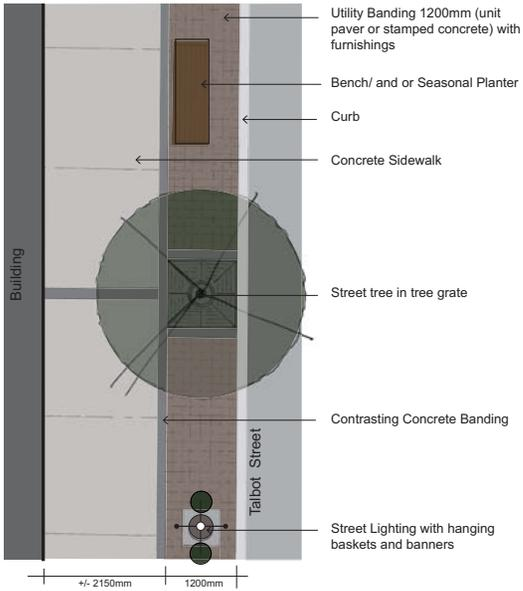 Utility Banding 1200mm (unit
paver or stamped concrete) with
furnishings
Bench/ and or Seasonal Planter
Curb
Concrete Sidewalk
Building
Street tree in tree grate
Contrasting Concrete Banding
Talbot Street
Street Lighting with hanging
baskets and banners
+/- 2150mm
1200mm